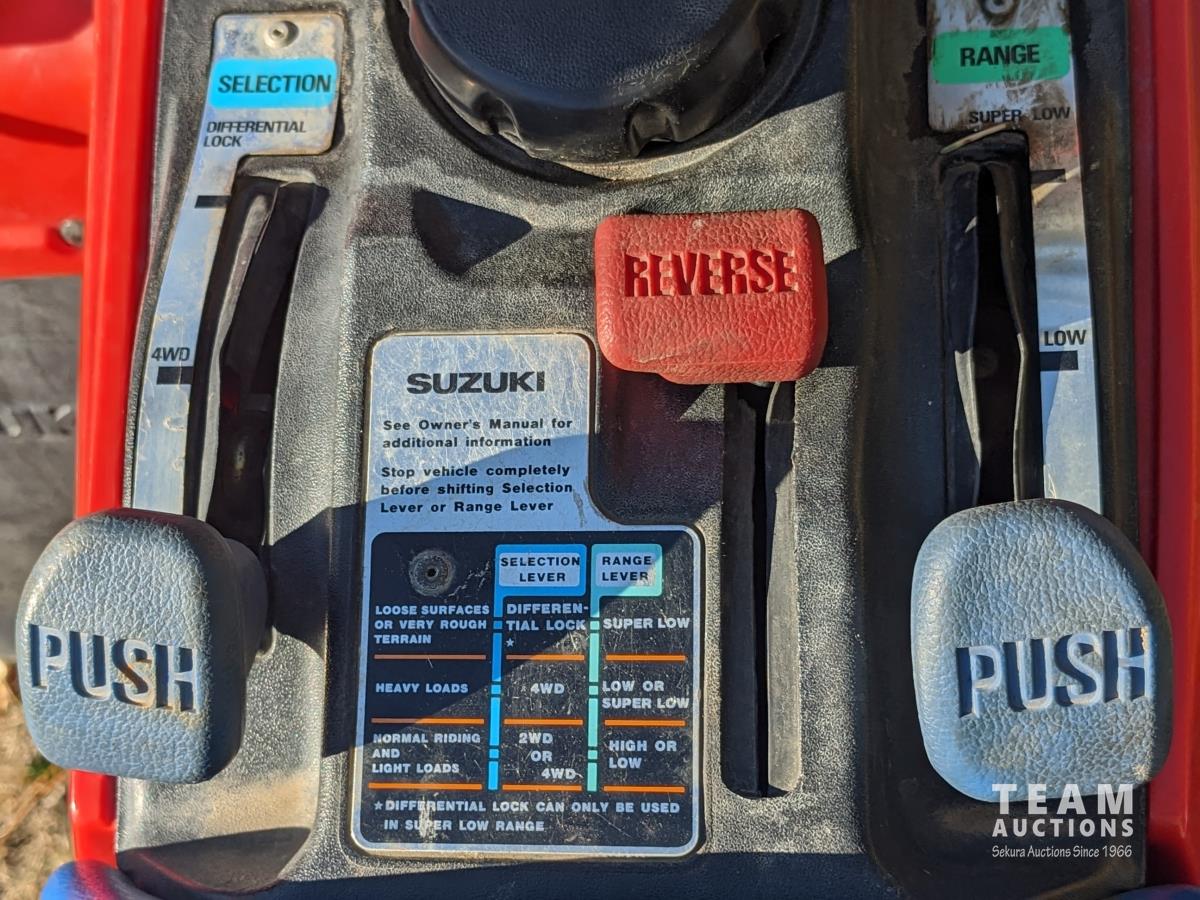 SELECTION
DIFFERENTIAL
LOCK
4WD
PUSH
REVERSE
RANGE
SUPER LOW
LOW
PUSH
SUZUKI
See Owner's Manual for
additional information
Stop vehicle completely
before shifting Selection
Lever or Range Lever
SELECTION
LEVER
RANGE
LEVER
LOOSE SURFACES
OR VERY ROUGH
TERRAIN
DIFFEREN-
TIAL LOCK
*
SUPER LOW
HEAVY LOADS
4WD
LOW OR
SUPER LOW
NORMAL RIDING
AND
LIGHT LOADS
2WD
OR
4WD
HIGH OR
LOW
*DIFFERENTIAL LOCK CAN ONLY BE USED
IN SUPER LOW RANGE
TEAM
AUCTIONS
Sekura Auctions Since 1966